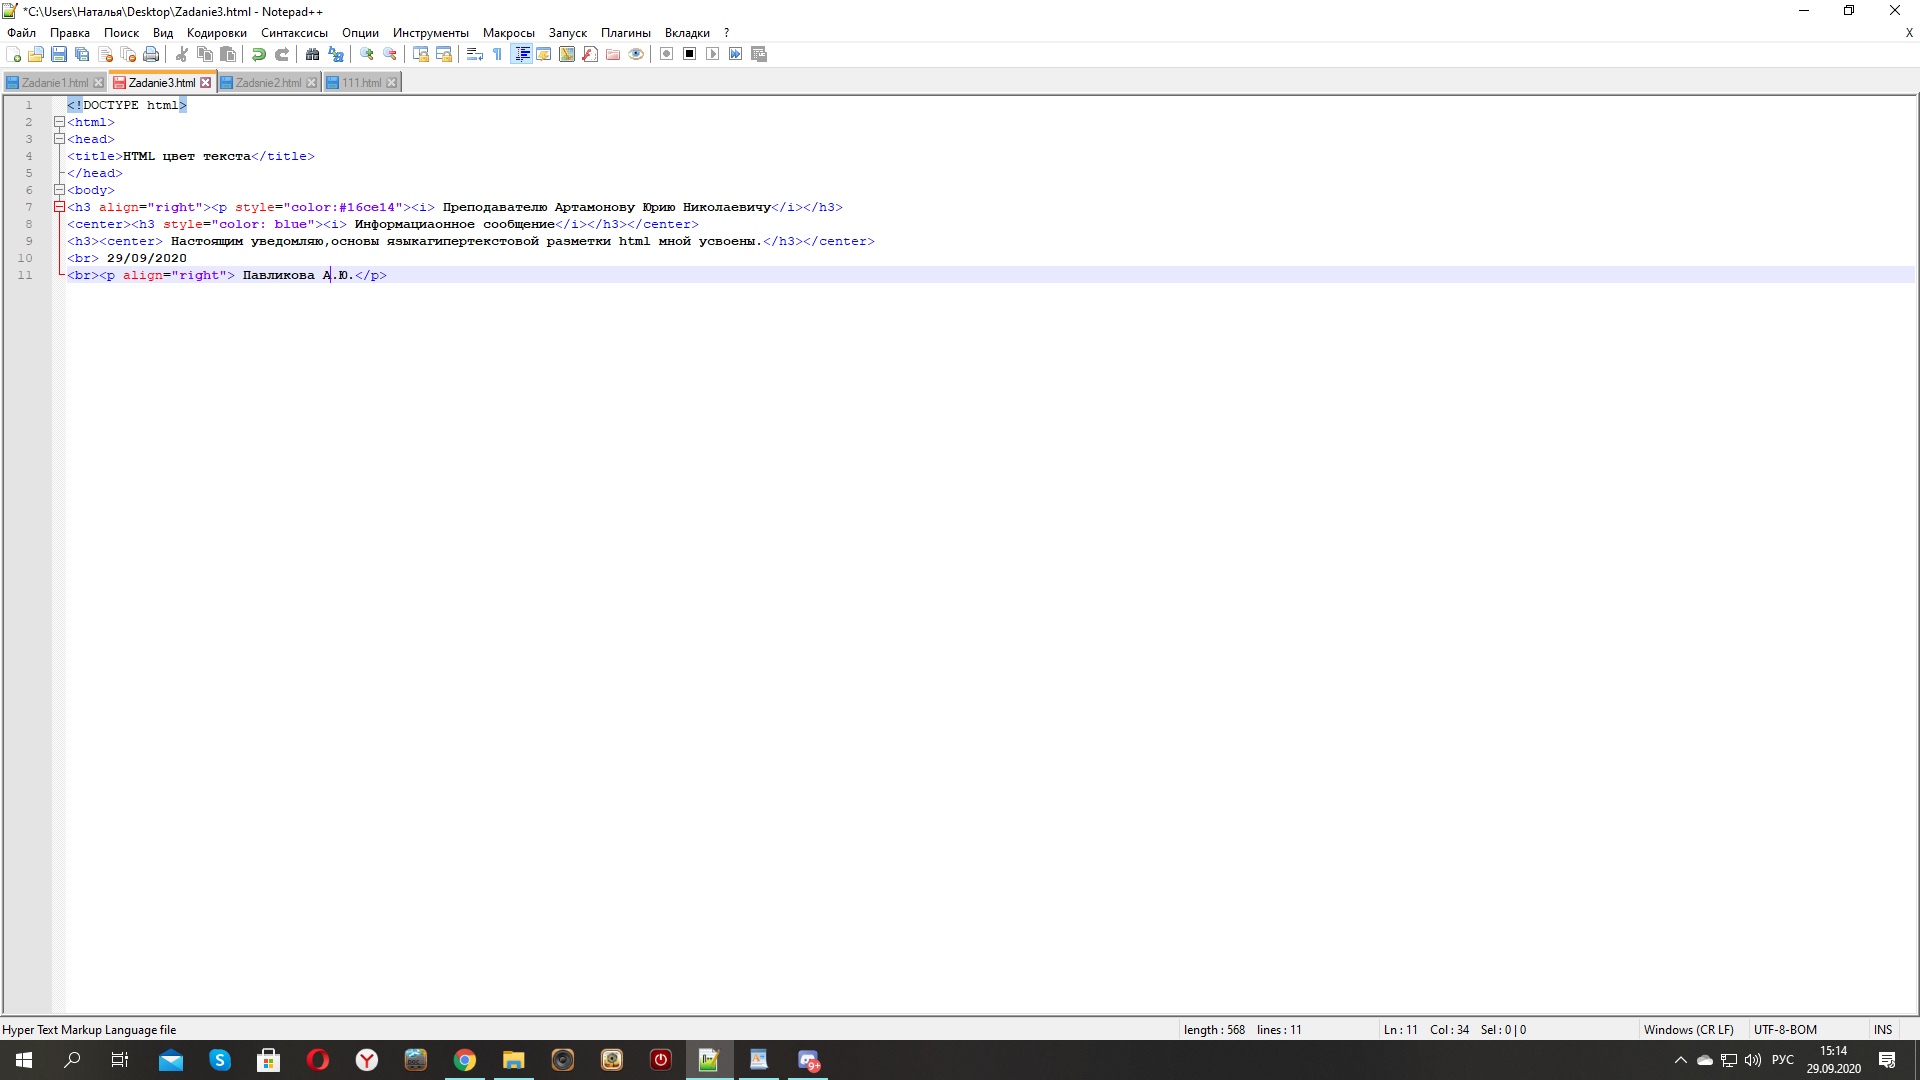 *C:\Users\Наталья\Desktop\Zadanie3.html - Notepad++
Файл Правка Поиск Вид Кодировки Синтаксисы Опции Инструменты Макросы Запуск Плагины Вкладки ? X
Zadanie1.html Zadanie3.html Zadsnie2.html 111.html
1 <!DOCTYPE html>
2 <html>
3 <head>
4 <title>HTML цвет текста</title>
5 </head>
6 <body>
7 <h3 align="right"><p style="color:#16ce14"><i> Преподавателю Артамонову Юрию Николаевичу</i></h3>
8 <center><h3 style="color: blue"><i> Информациаонное сообщение</i></h3></center>
9 <h3><center> Настоящим уведомляю,основы языкагипертекстовой разметки html мной усвоены.</h3></center>
10 <br> 29/09/2020
11 <br><p align="right"> Павликова А.Ю.</p>
Hyper Text Markup Language file length : 568 lines : 11 Ln : 11 Col : 34 Sel : 0 | 0 Windows (CR LF) UTF-8-BOM INS
9+ РУС 15:14
29.09.2020